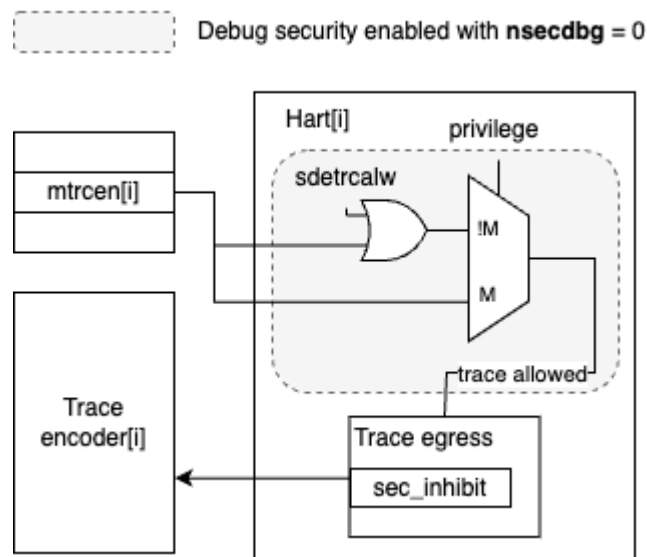 Debug security enabled with nsecdbg = 0
Hart[i]
privilege
mtrcen[i]
sdetrcalw
!M
M
trace allowed
Trace
encoder[i]
Trace egress
sec_inhibit